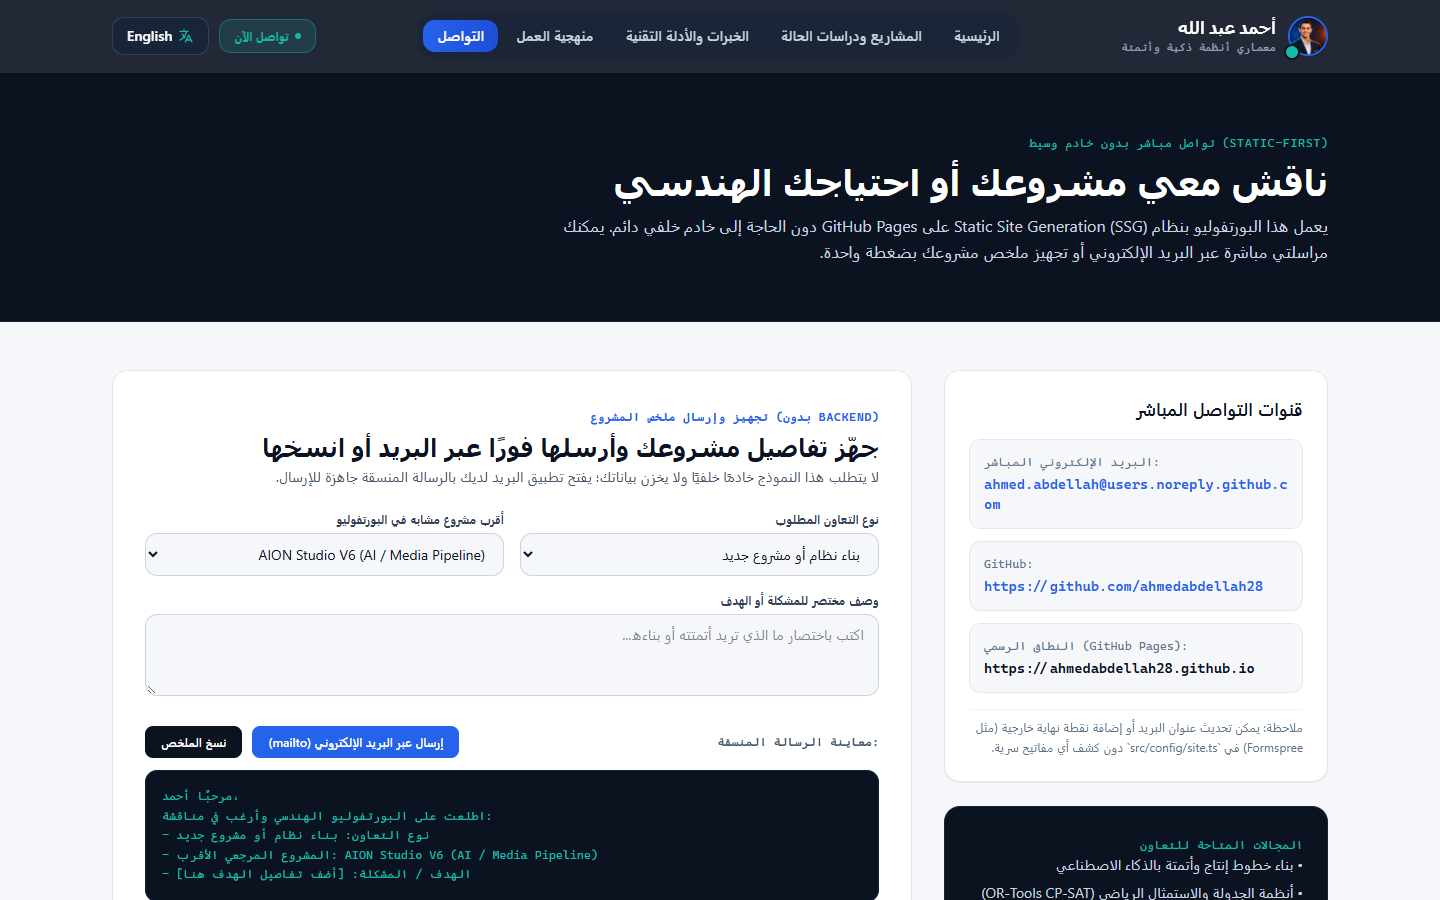 أحمد عبد الله
معماري أنظمة ذكية وأتمتة
الرئيسية
المشاريع ودراسات الحالة
الخبرات والأدلة التقنية
منهجية العمل
التواصل
تواصل الآن
English
تواصل مباشر بدون خادم وسيط (STATIC-FIRST)
ناقش معي مشروعك أو احتياجك الهندسي
يعمل هذا البورتفوليو بنظام Static Site Generation (SSG) على GitHub Pages دون الحاجة إلى خادم خلفي دائم. يمكنك
مراسلتي مباشرة عبر البريد الإلكتروني أو تجهيز ملخص مشروعك بضغطة واحدة.
قنوات التواصل المباشر
البريد الإلكتروني المباشر:
ahmed.abdellah@users.noreply.github.c
om
GitHub:
https://github.com/ahmedabdellah28
النطاق الرسمي (GitHub Pages):
https://ahmedabdellah28.github.io
ملاحظة: يمكن تحديث عنوان البريد أو إضافة نقطة نهاية خارجية (مثل
Formspree) في `src/config/site.ts` دون كشف أي مفاتيح سرية.
المجالات المتاحة للتعاون
• بناء خطوط إنتاج وأتمتة بالذكاء الاصطناعي
• أنظمة الجدولة والاستمثال الرياضي (OR-Tools CP-SAT)
تجهيز وإرسال ملخص المشروع (بدون BACKEND)
جهّز تفاصيل مشروعك وأرسلها فورًا عبر البريد أو انسخها
لا يتطلب هذا النموذج خادمًا خلفيًا ولا يخزن بياناتك؛ يفتح تطبيق البريد لديك بالرسالة المنسقة جاهزة للإرسال.
نوع التعاون المطلوب
بناء نظام أو مشروع جديد
أقرب مشروع مشابه في البورتفوليو
AION Studio V6 (AI / Media Pipeline)
وصف مختصر للمشكلة أو الهدف
اكتب باختصار ما الذي تريد أتمتته أو بناءه...
معاينة الرسالة المنسقة:
إرسال عبر البريد الإلكتروني (mailto)
نسخ الملخص
مرحبًا أحمد،
اطلعت على البورتفوليو الهندسي وأرغب في مناقشة:
- نوع التعاون: بناء نظام أو مشروع جديد
- المشروع المرجعي الأقرب: AION Studio V6 (AI / Media Pipeline)
- الهدف / المشكلة: [أضف تفاصيل الهدف هنا]